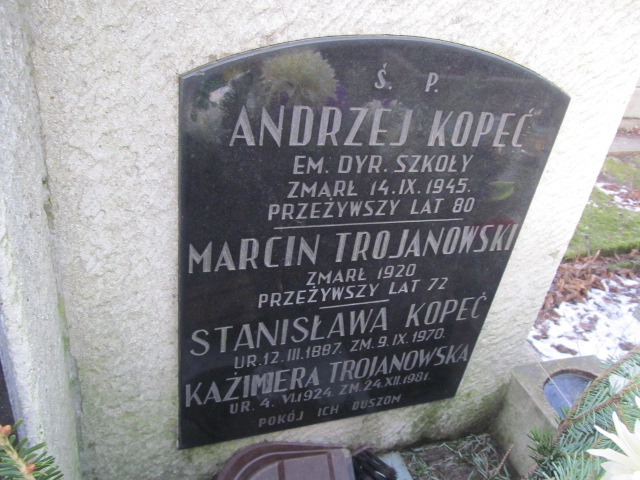 Ś. P.
ANDRZEJ KOPEĆ
EM. DYR. SZKOŁY
ZMARŁ 14.IX.1945.
PRZEŻYWSZY LAT 80
MARCIN TROJANOWSKI
ZMARŁ 1920
PRZEŻYWSZY LAT 72
STANISŁAWA KOPEĆ
UR.12.III.1887. ZM.9.IX.1970.
KAZIMIERA TROJANOWSKA
UR. 4. VI.1924. ZM.24.XII.1981.
POKÓJ ICH DUSZOM